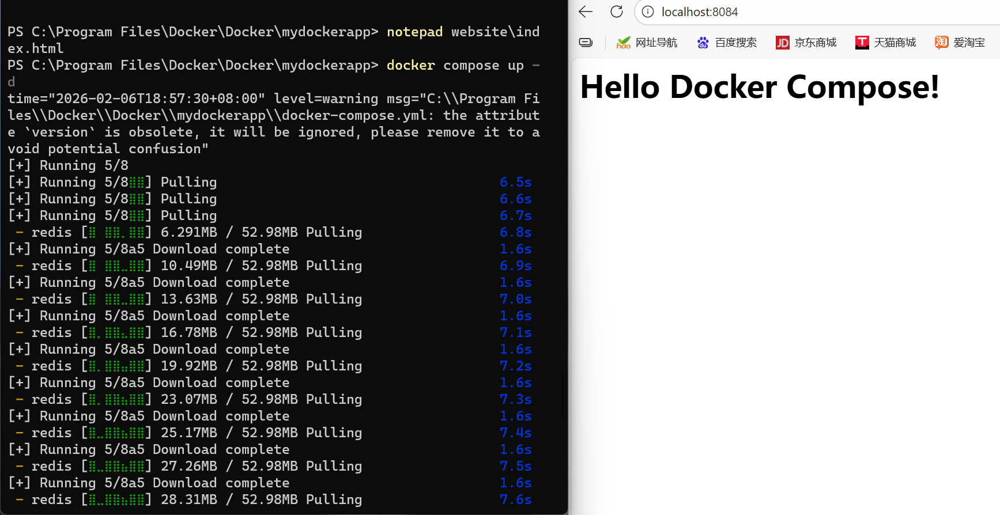 PS C:\Program Files\Docker\Docker\mydockerapp> notepad website\ind
ex.html
PS C:\Program Files\Docker\Docker\mydockerapp> docker compose up -
d
time="2026-02-06T18:57:30+08:00" level=warning msg="C:\\Program Fi
les\\Docker\\Docker\\mydockerapp\\docker-compose.yml: the attribut
e `version` is obsolete, it will be ignored, please remove it to a
void potential confusion"
[+] Running 5/8
[+] Running 5/8⣿⣿] Pulling 6.5s
[+] Running 5/8⣿⣿] Pulling 6.6s
[+] Running 5/8⣿⣿] Pulling 6.7s
- redis [⣿ ⣿⣿⡀⣿⣿] 6.291MB / 52.98MB Pulling 6.8s
[+] Running 5/8a5 Download complete 1.6s
- redis [⣿ ⣿⣿⣀⣿⣿] 10.49MB / 52.98MB Pulling 6.9s
[+] Running 5/8a5 Download complete 1.6s
- redis [⣿ ⣿⣿⣀⣿⣿] 13.63MB / 52.98MB Pulling 7.0s
[+] Running 5/8a5 Download complete 1.6s
- redis [⣿⡀⣿⣿⣄⣿⣿] 16.78MB / 52.98MB Pulling 7.1s
[+] Running 5/8a5 Download complete 1.6s
- redis [⣿⡀⣿⣿⣤⣿⣿] 19.92MB / 52.98MB Pulling 7.2s
[+] Running 5/8a5 Download complete 1.6s
- redis [⣿⡀⣿⣿⣦⣿⣿] 23.07MB / 52.98MB Pulling 7.3s
[+] Running 5/8a5 Download complete 1.6s
- redis [⣿⣀⣿⣿⣦⣿⣿] 25.17MB / 52.98MB Pulling 7.4s
[+] Running 5/8a5 Download complete 1.6s
- redis [⣿⣀⣿⣿⣦⣿⣿] 27.26MB / 52.98MB Pulling 7.5s
[+] Running 5/8a5 Download complete 1.6s
- redis [⣿⣀⣿⣿⣦⣿⣿] 28.31MB / 52.98MB Pulling 7.6s
localhost:8084
hao 网址导航 du 百度搜索 JD 京东商城 T 天猫商城 淘 爱淘宝
Hello Docker Compose!